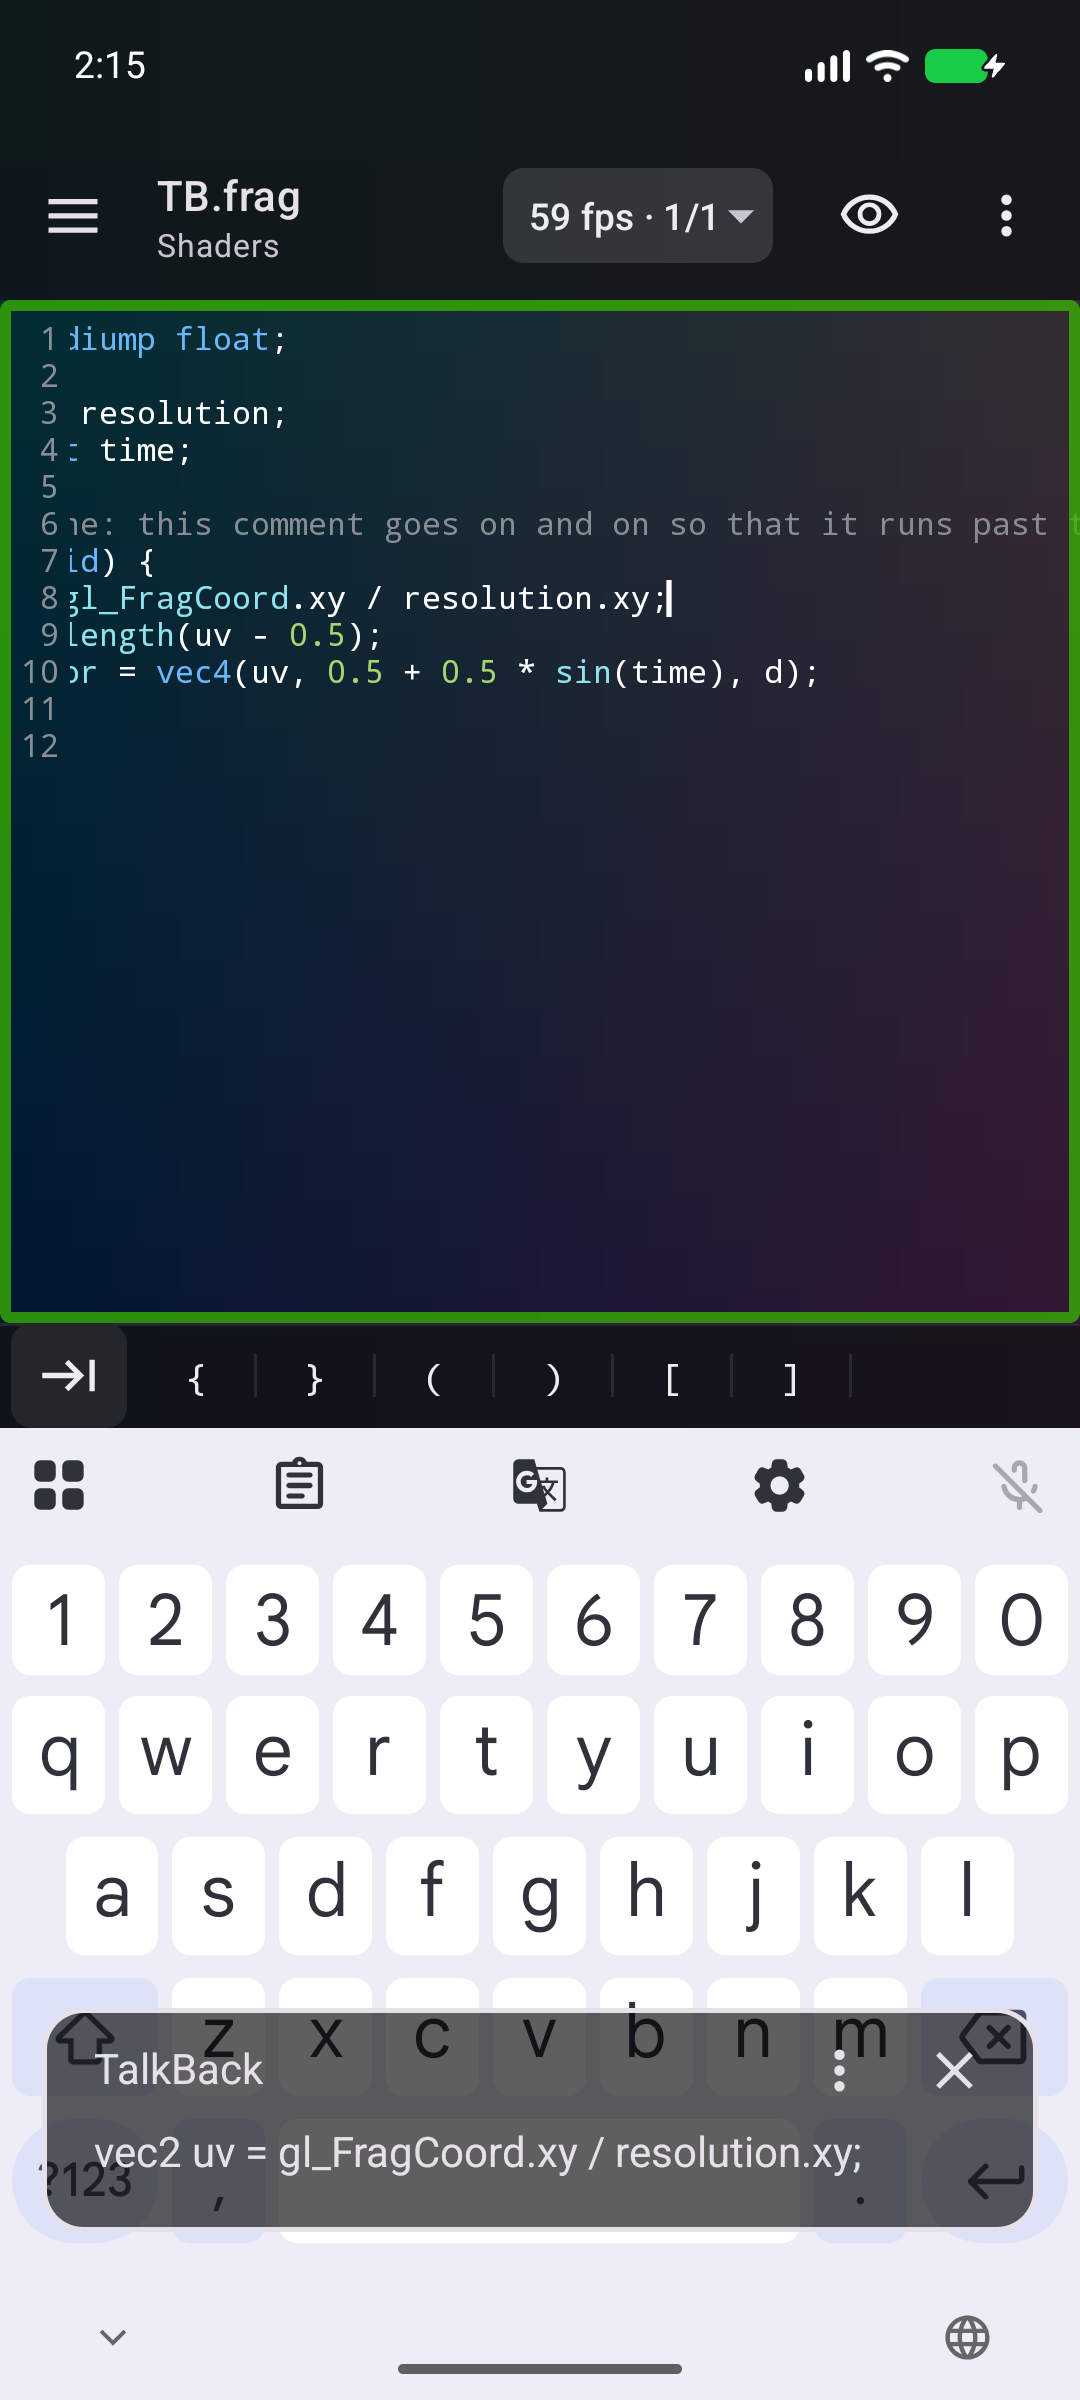 2:15
TB.frag
Shaders
59 fps · 1/1
1 diump float;
2
3 resolution;
4 t time;
5
6 ne: this comment goes on and on so that it runs past t
7 id) {
8 gl_FragCoord.xy / resolution.xy;
9 length(uv - 0.5);
10 or = vec4(uv, 0.5 + 0.5 * sin(time), d);
11
12
{ } ( ) [ ]
1 2 3 4 5 6 7 8 9 0
q w e r t y u i o p
a s d f g h j k l
z x c v b n m
TalkBack
vec2 uv = gl_FragCoord.xy / resolution.xy;
?123 , .